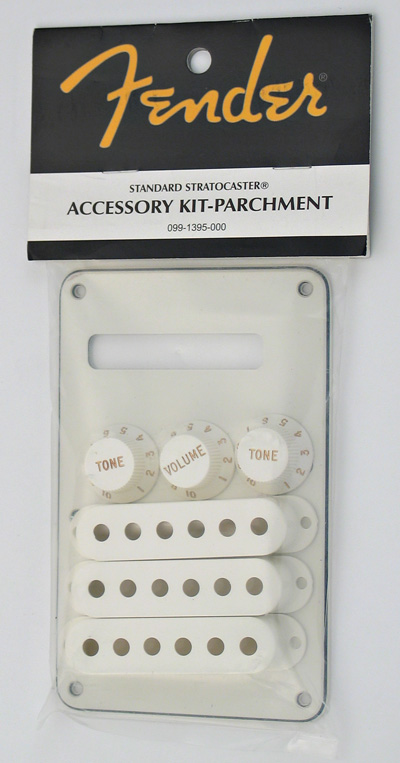 Fender®
STANDARD STRATOCASTER®
ACCESSORY KIT-PARCHMENT
099-1395-000
TONE
VOLUME
TONE